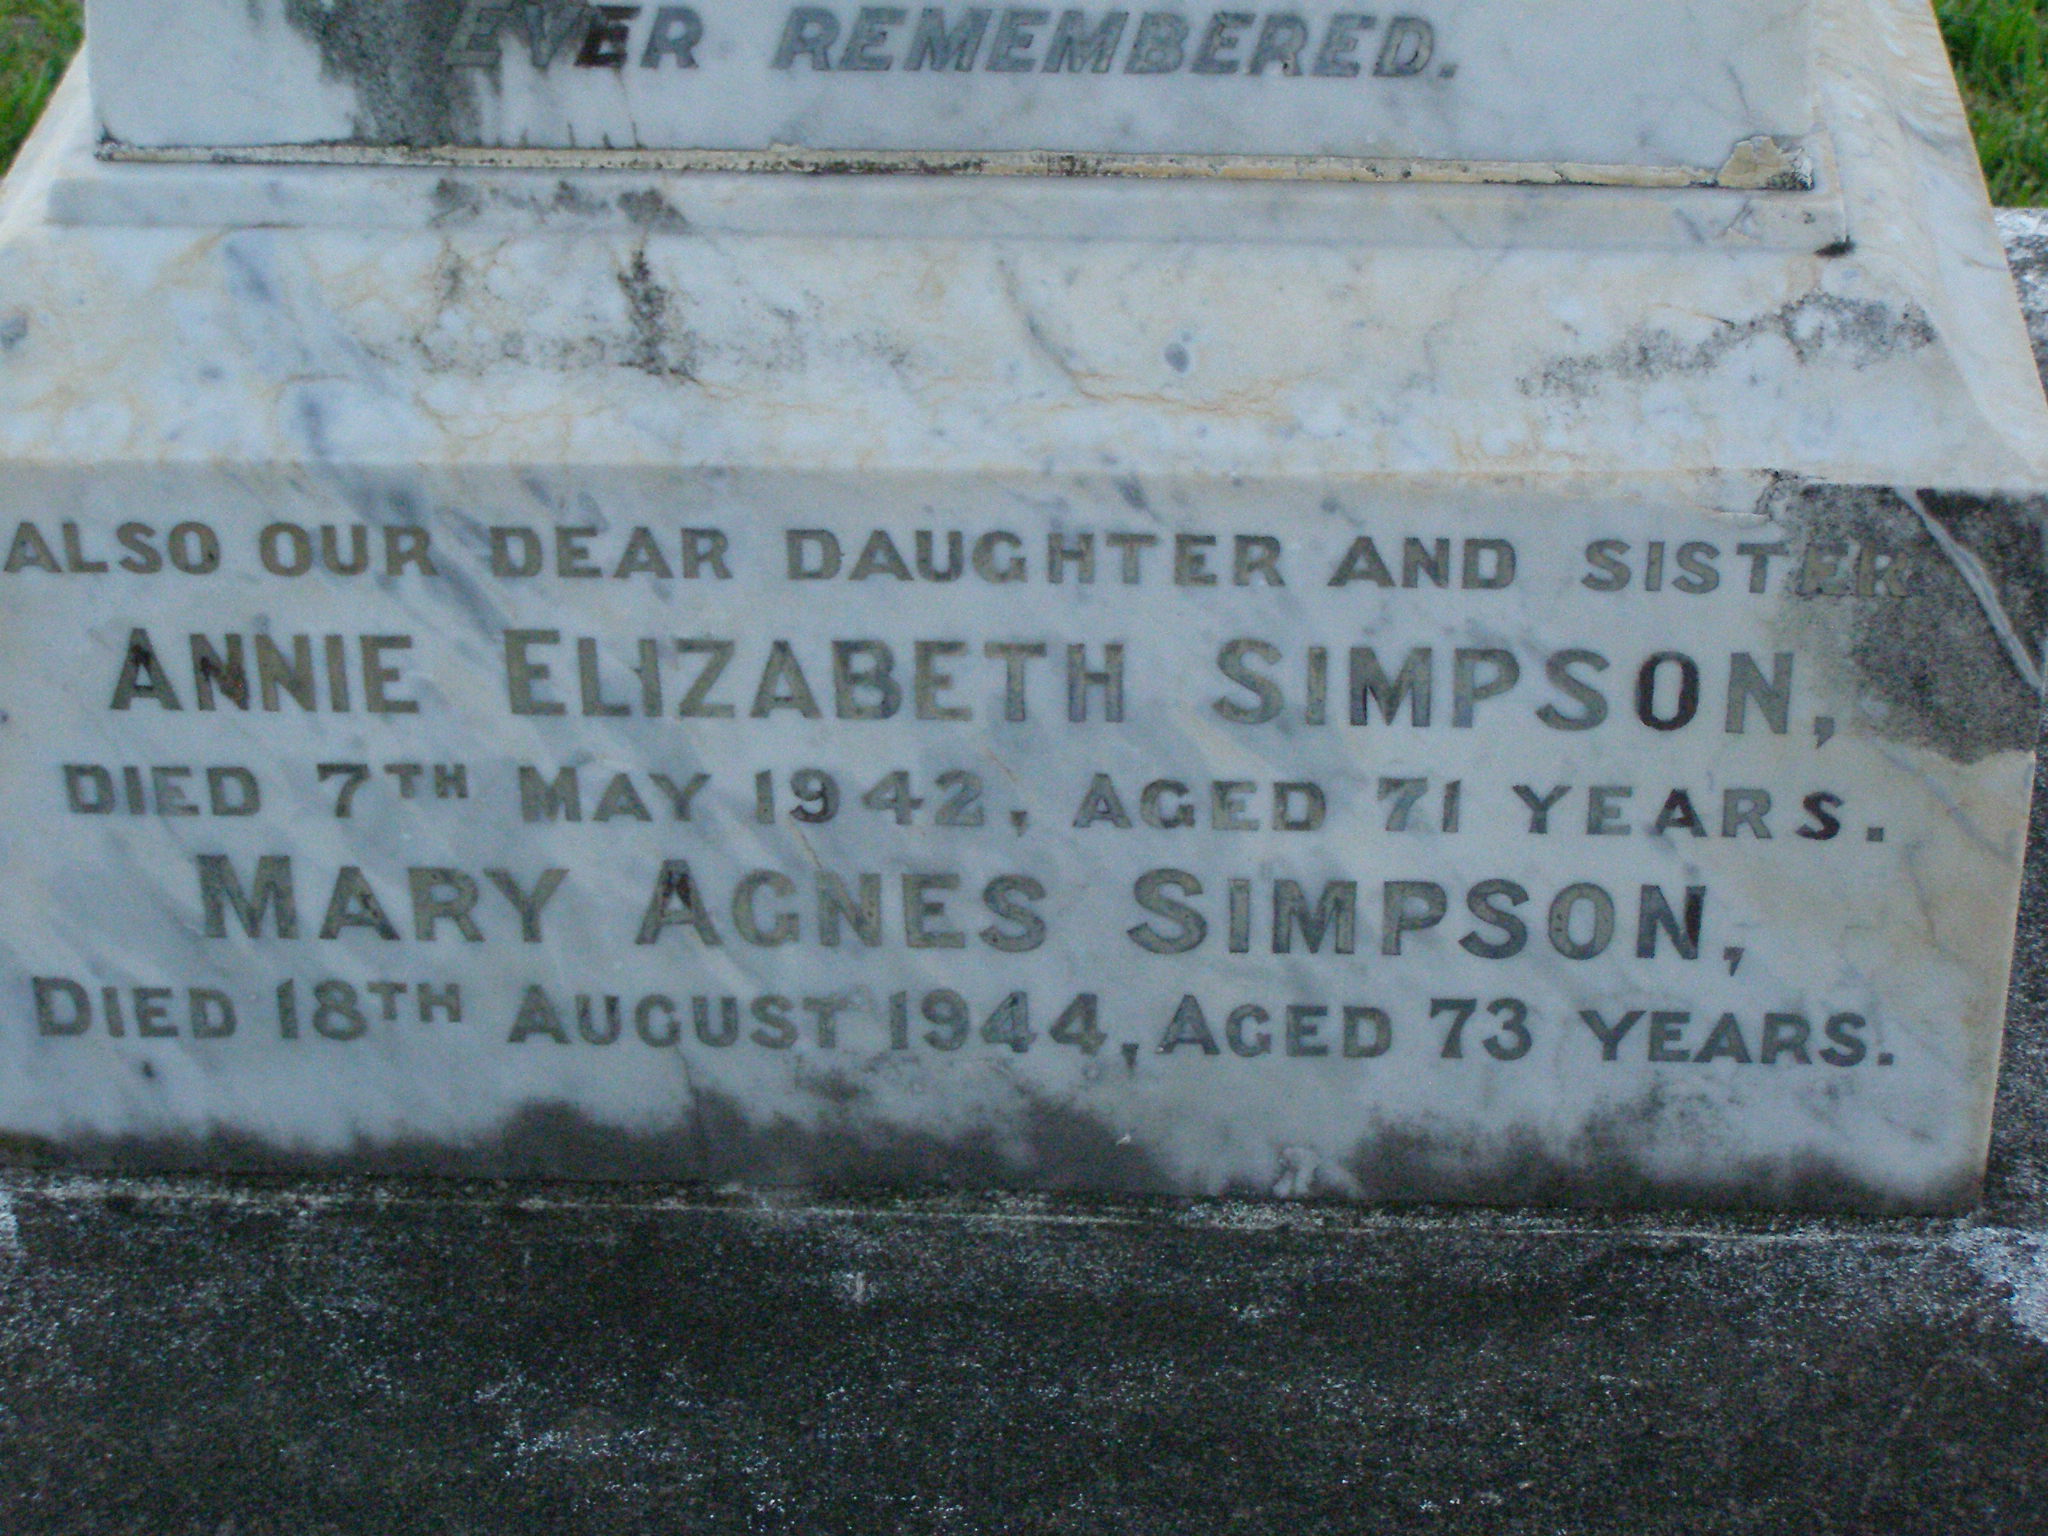 EVER REMEMBERED.
ALSO OUR DEAR DAUGHTER AND SISTER
ANNIE ELIZABETH SIMPSON,
DIED 7TH MAY 1942, AGED 71 YEARS.
MARY AGNES SIMPSON,
DIED 18TH AUGUST 1944, AGED 73 YEARS.